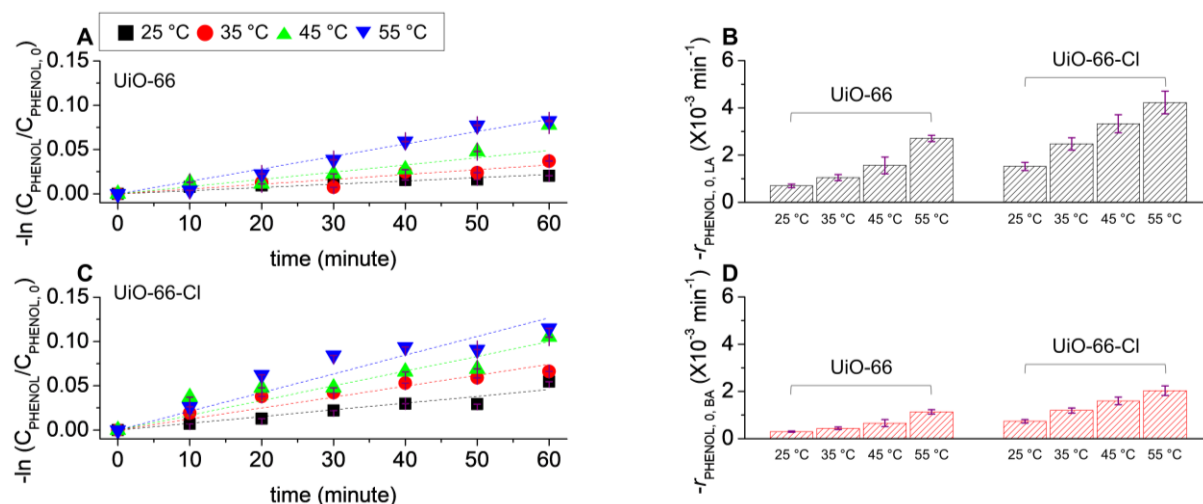 25 °C 35 °C 45 °C 55 °C
A
UiO-66
-ln (C_PHENOL/C_PHENOL, 0)
0.15
0.10
0.05
0.00
0 10 20 30 40 50 60
time (minute)
B
UiO-66
UiO-66-Cl
-r_PHENOL, 0, LA (X10⁻³ min⁻¹)
6
4
2
0
25 °C 35 °C 45 °C 55 °C 25 °C 35 °C 45 °C 55 °C
C
UiO-66-Cl
-ln (C_PHENOL/C_PHENOL, 0)
0.15
0.10
0.05
0.00
0 10 20 30 40 50 60
time (minute)
D
UiO-66
UiO-66-Cl
-r_PHENOL, 0, BA (X10⁻³ min⁻¹)
6
4
2
0
25 °C 35 °C 45 °C 55 °C 25 °C 35 °C 45 °C 55 °C